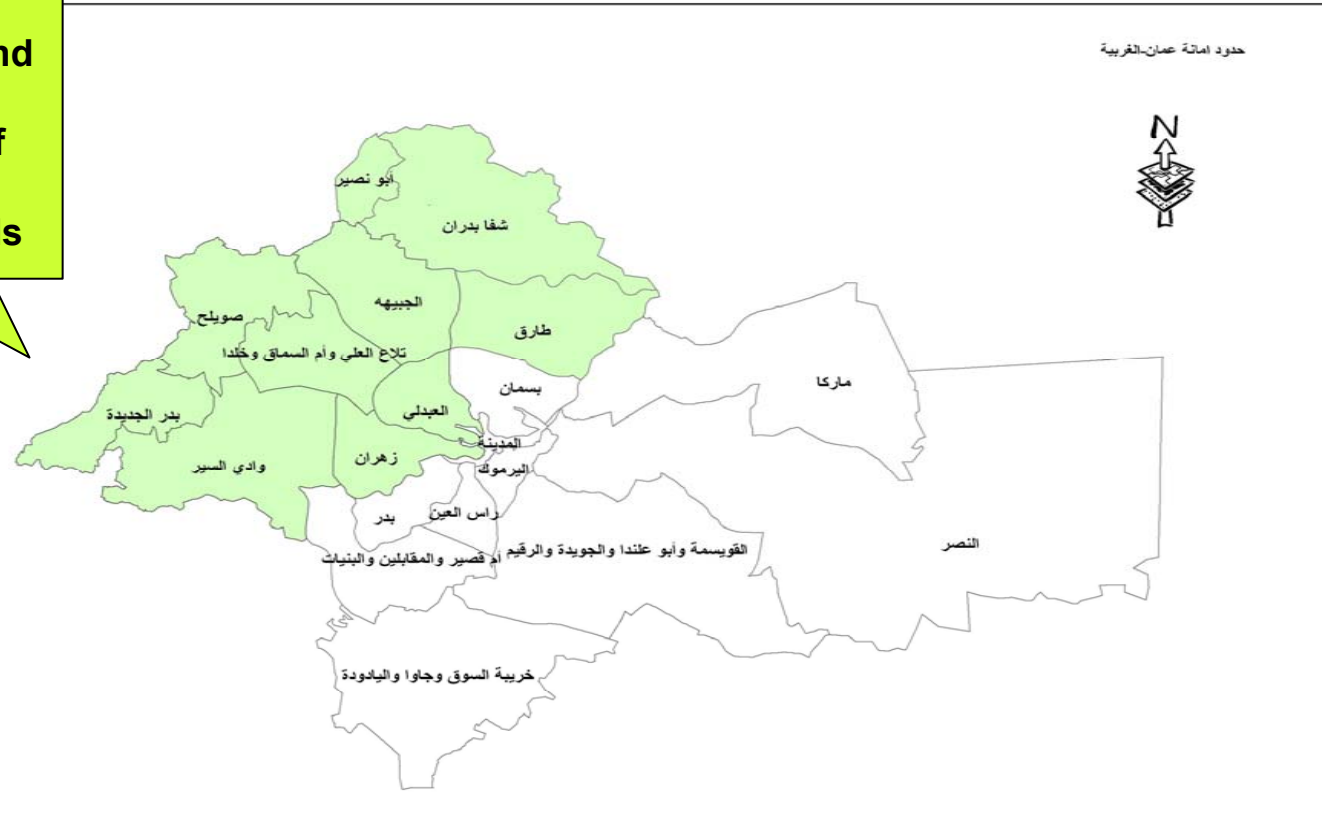 nd
f
s
حدود امانة عمان-الغربية
N
أبو نصير
شفا بدران
الجبيهه
صويلح
طارق
تلاع العلي وأم السماق وخلدا
ماركا
بسمان
بدر الجديدة
العبدلي
المدينة
زهران
وادي السير
اليرموك
راس العين
بدر
النصر
القويسمة وأبو علندا والجويدة والرقيم
أم قصير والمقابلين والبنيات
خريبة السوق وجاوا واليادودة